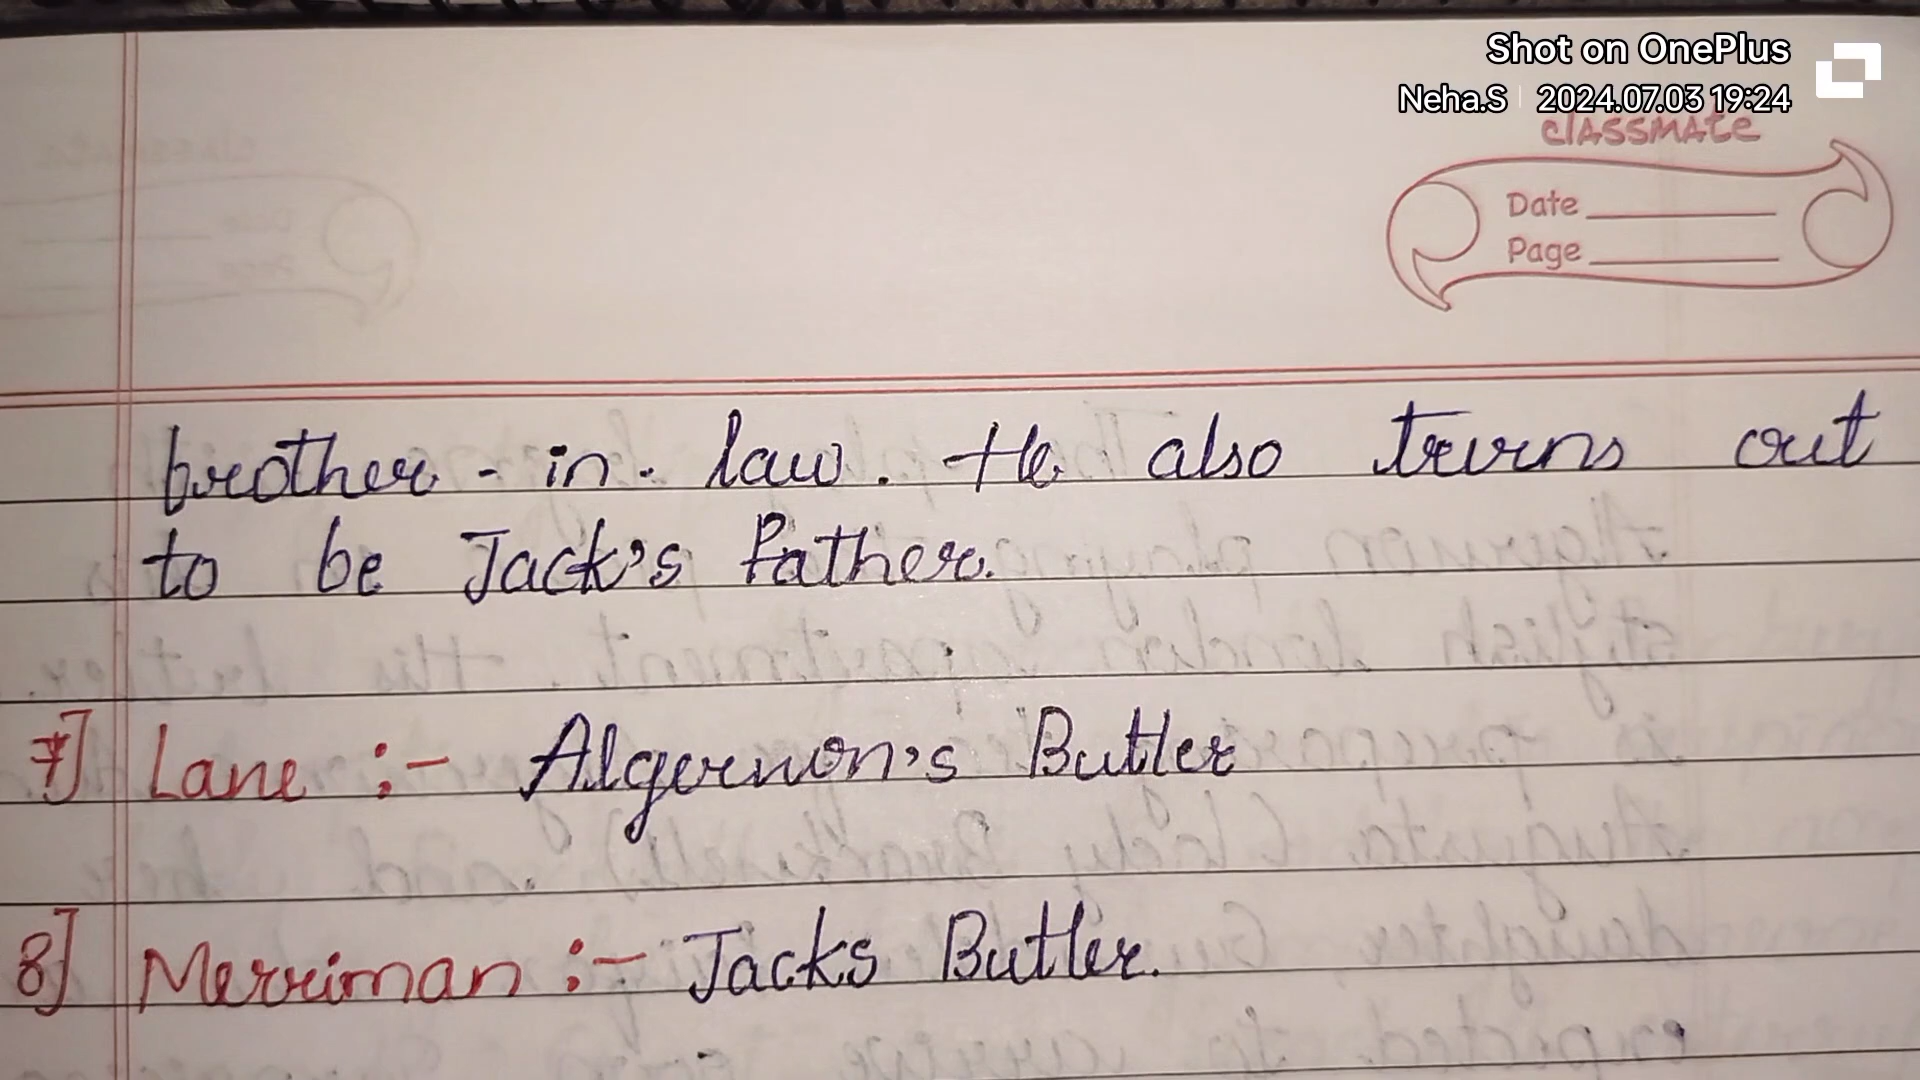 Shot on OnePlus
Neha.S | 2024.07.03 19:24
classmate
Date
Page
brother-in-law. He also turns out
to be Jack's Father.
7] Lane :- Algernon's Butler
8] Merriman :- Jacks Butler.